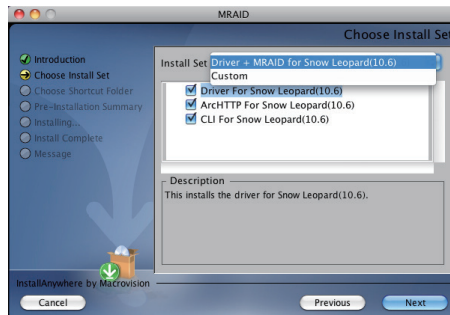 MRAID
Choose Install Set
Introduction
Choose Install Set
Choose Shortcut Folder
Pre-Installation Summary
Installing...
Install Complete
Message
Install Set
Driver + MRAID for Snow Leopard(10.6)
Custom
Driver For Snow Leopard(10.6)
ArcHTTP For Snow Leopard(10.6)
CLI For Snow Leopard(10.6)
Description
This installs the driver for Snow Leopard(10.6).
InstallAnywhere by Macrovision
Cancel
Previous
Next